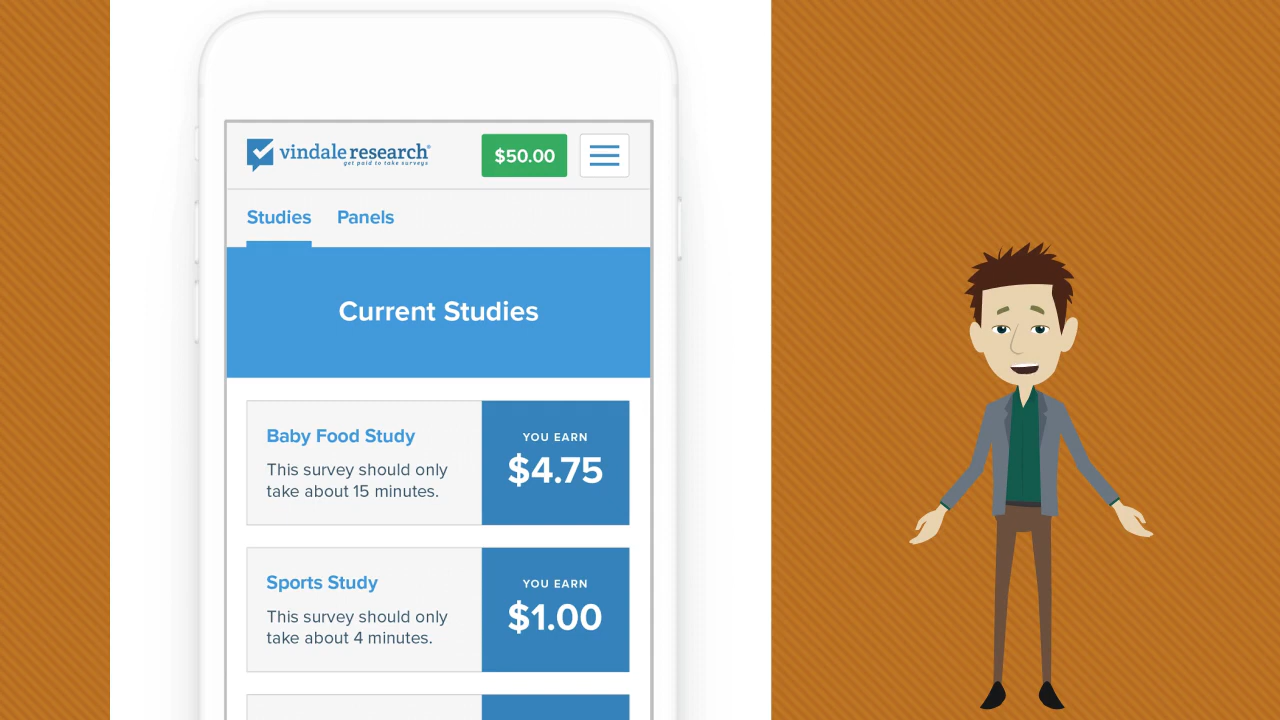 vindale research®
get paid to take surveys
$50.00
Studies Panels
Current Studies
Baby Food Study
This survey should only
take about 15 minutes.
YOU EARN
$4.75
Sports Study
This survey should only
take about 4 minutes.
YOU EARN
$1.00